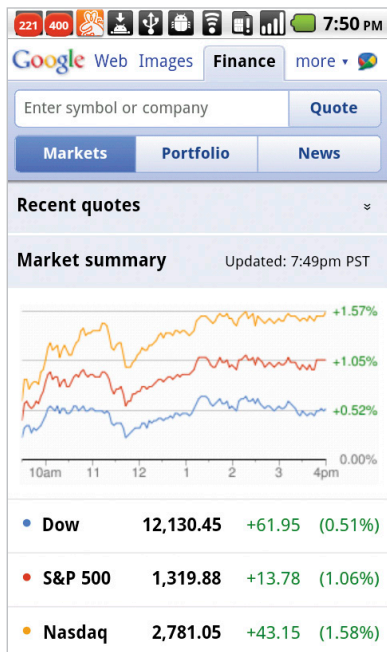 221 400 7:50 PM
Google Web Images Finance more ▾
Enter symbol or company Quote
Markets Portfolio News
Recent quotes
Market summary Updated: 7:49pm PST
+1.57%
+1.05%
+0.52%
0.00%
10am 11 12 1 2 3 4pm
Dow 12,130.45 +61.95 (0.51%)
S&P 500 1,319.88 +13.78 (1.06%)
Nasdaq 2,781.05 +43.15 (1.58%)